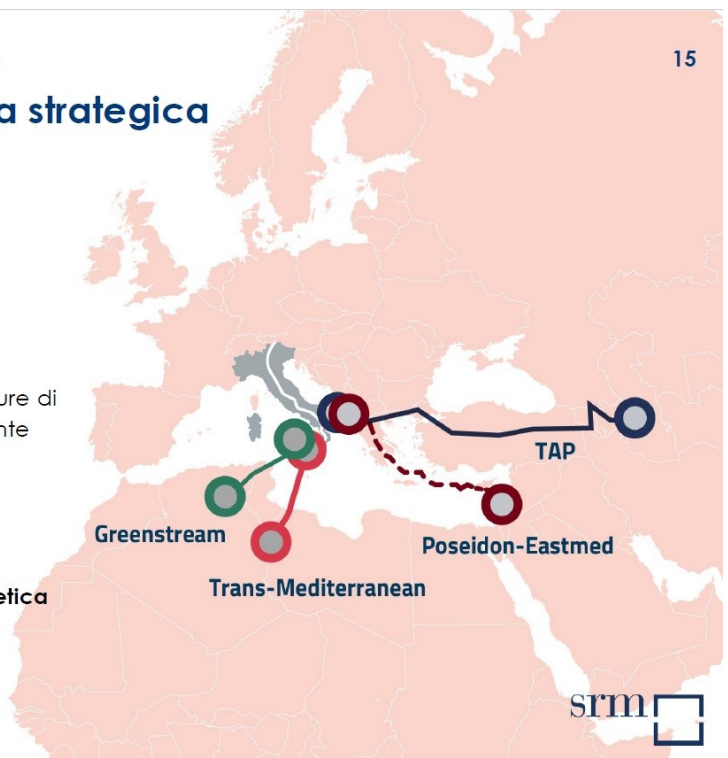 15
a strategica
ure di
nte
TAP
Greenstream
Poseidon-Eastmed
etica
Trans-Mediterranean
srm